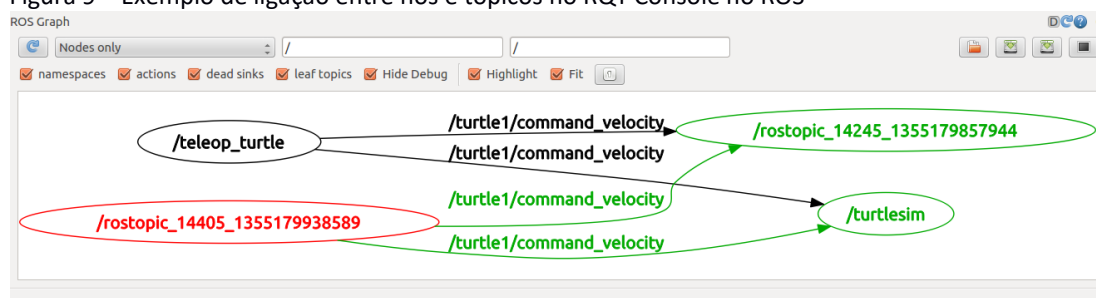 Figura 9 – Exemplo de ligação entre nós e tópicos no RQT Console no ROS
ROS Graph
D
Nodes only / /
namespaces actions dead sinks leaf topics Hide Debug Highlight Fit
/turtle1/command_velocity
/rostopic_14245_1355179857944
/teleop_turtle
/turtle1/command_velocity
/turtle1/command_velocity
/turtlesim
/rostopic_14405_1355179938589
/turtle1/command_velocity